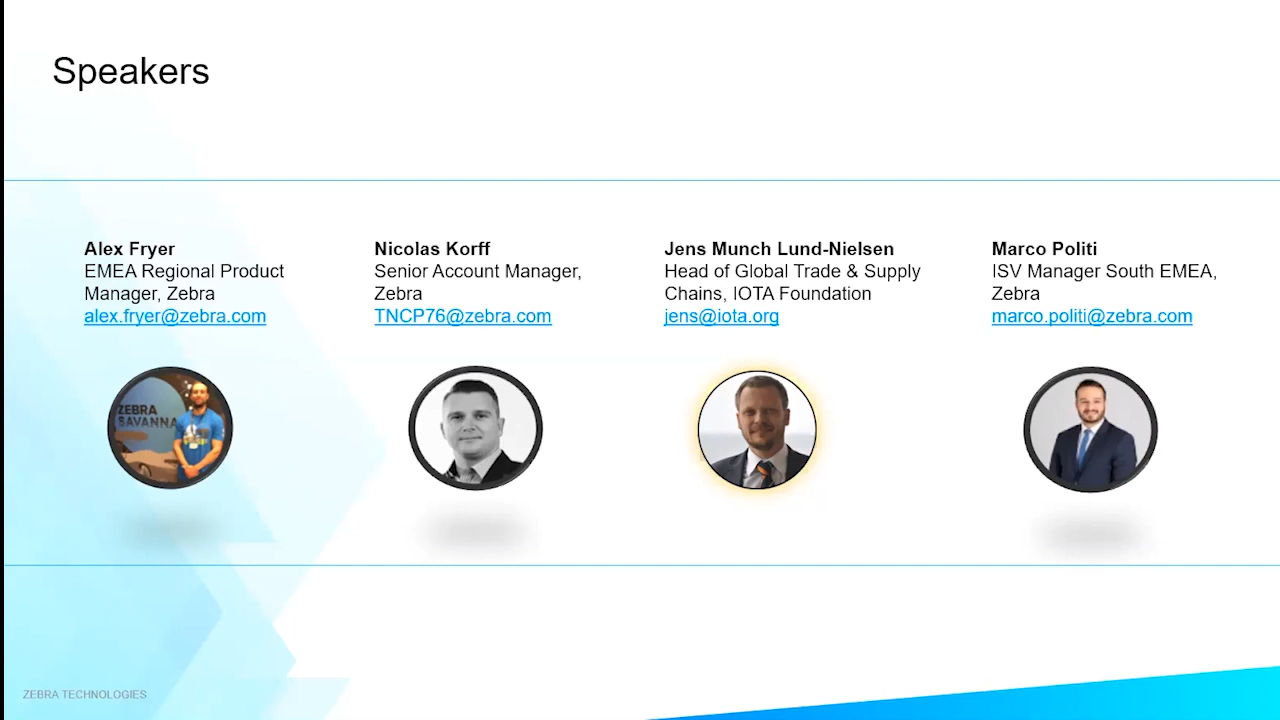 Speakers
Alex Fryer
EMEA Regional Product
Manager, Zebra
alex.fryer@zebra.com
Nicolas Korff
Senior Account Manager,
Zebra
TNCP76@zebra.com
Jens Munch Lund-Nielsen
Head of Global Trade & Supply
Chains, IOTA Foundation
jens@iota.org
Marco Politi
ISV Manager South EMEA,
Zebra
marco.politi@zebra.com
ZEBRA
SAVANNA
ZEBRA TECHNOLOGIES